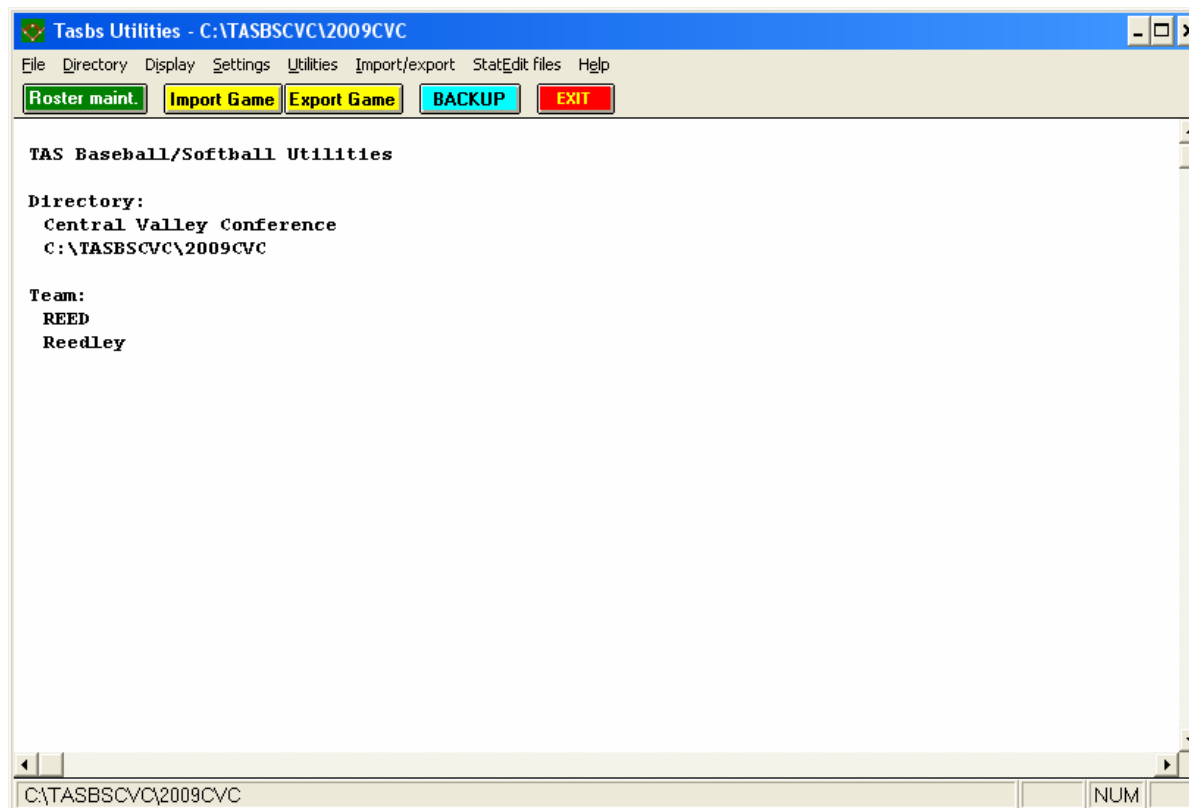 Tasbs Utilities - C:\TASBSCVC\2009CVC
File Directory Display Settings Utilities Import/export StatEdit files Help
Roster maint. Import Game Export Game BACKUP EXIT
TAS Baseball/Softball Utilities
Directory:
Central Valley Conference
C:\TASBSCVC\2009CVC
Team:
REED
Reedley
C:\TASBSCVC\2009CVC NUM